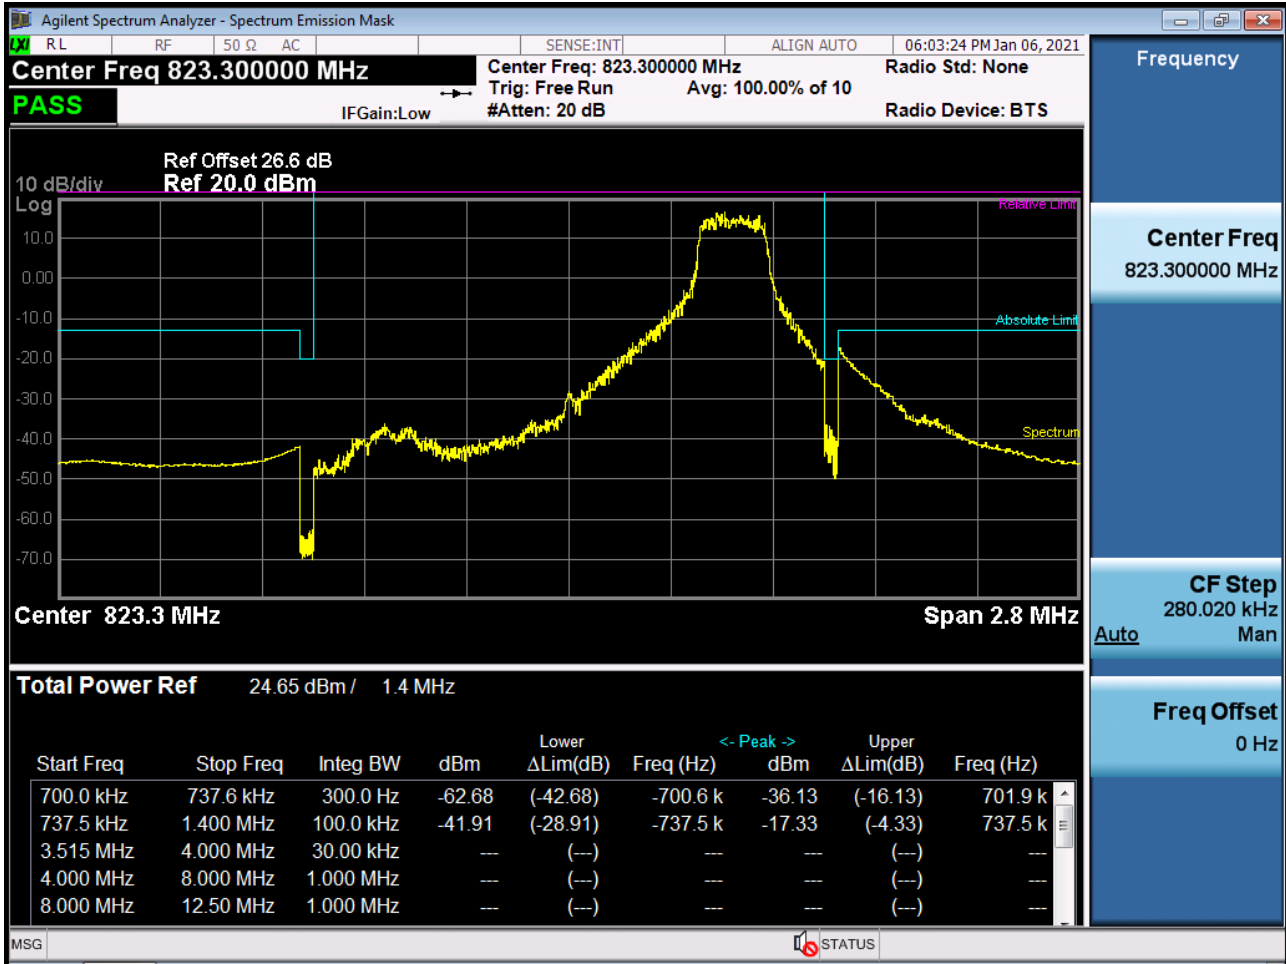 Agilent Spectrum Analyzer - Spectrum Emission Mask
LXI RL RF 50 Ω AC SENSE:INT ALIGN AUTO 06:03:24 PM Jan 06, 2021
Center Freq 823.300000 MHz
Center Freq: 823.300000 MHz Radio Std: None
Trig: Free Run Avg: 100.00% of 10
PASS
IFGain:Low #Atten: 20 dB Radio Device: BTS
Ref Offset 26.6 dB
10 dB/div Ref 20.0 dBm
Log
Relative Limit
10.0
0.00
-10.0
Absolute Limit
-20.0
-30.0
-40.0
Spectrum
-50.0
-60.0
-70.0
Center 823.3 MHz Span 2.8 MHz
Total Power Ref 24.65 dBm / 1.4 MHz
Lower <- Peak -> Upper
Start Freq Stop Freq Integ BW dBm ΔLim(dB) Freq (Hz) dBm ΔLim(dB) Freq (Hz)
700.0 kHz 737.6 kHz 300.0 Hz -62.68 (-42.68) -700.6 k -36.13 (-16.13) 701.9 k
737.5 kHz 1.400 MHz 100.0 kHz -41.91 (-28.91) -737.5 k -17.33 (-4.33) 737.5 k
3.515 MHz 4.000 MHz 30.00 kHz --- (---) --- --- (---) ---
4.000 MHz 8.000 MHz 1.000 MHz --- (---) --- --- (---) ---
8.000 MHz 12.50 MHz 1.000 MHz --- (---) --- --- (---) ---
MSG STATUS
Frequency
Center Freq
823.300000 MHz
CF Step
280.020 kHz
Auto Man
Freq Offset
0 Hz